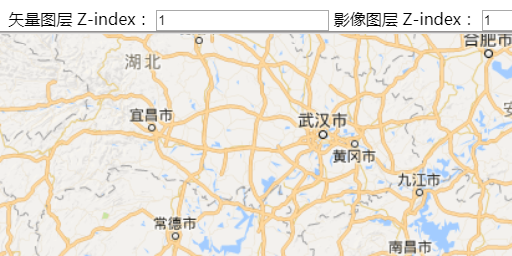 矢量图层 Z-index： 1 影像图层 Z-index： 1
合肥市
湖北
安
宜昌市
武汉市
黄冈市
九江市
常德市
南昌市